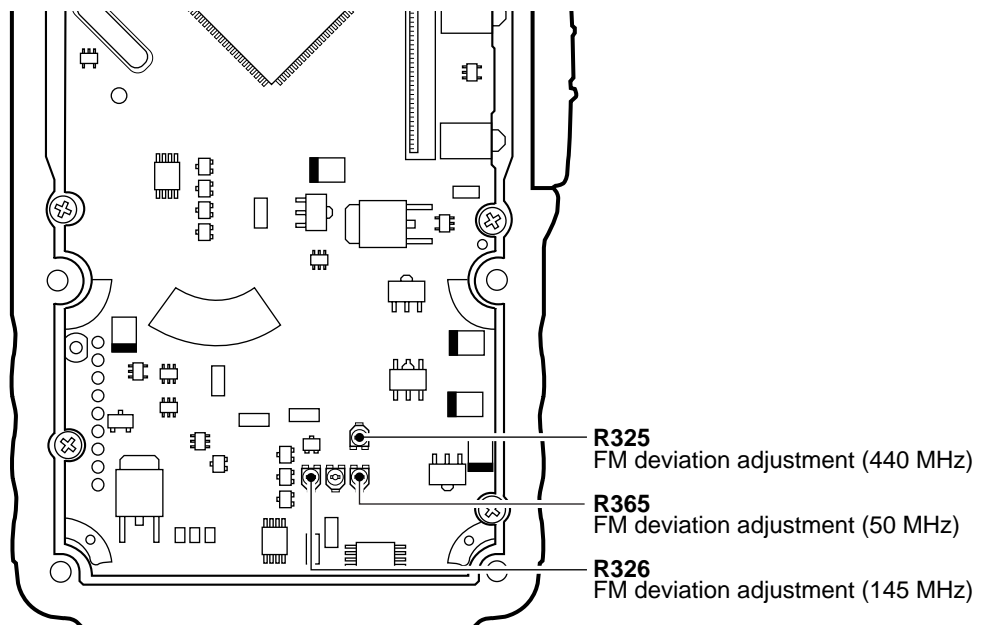 R325
FM deviation adjustment (440 MHz)
R365
FM deviation adjustment (50 MHz)
R326
FM deviation adjustment (145 MHz)